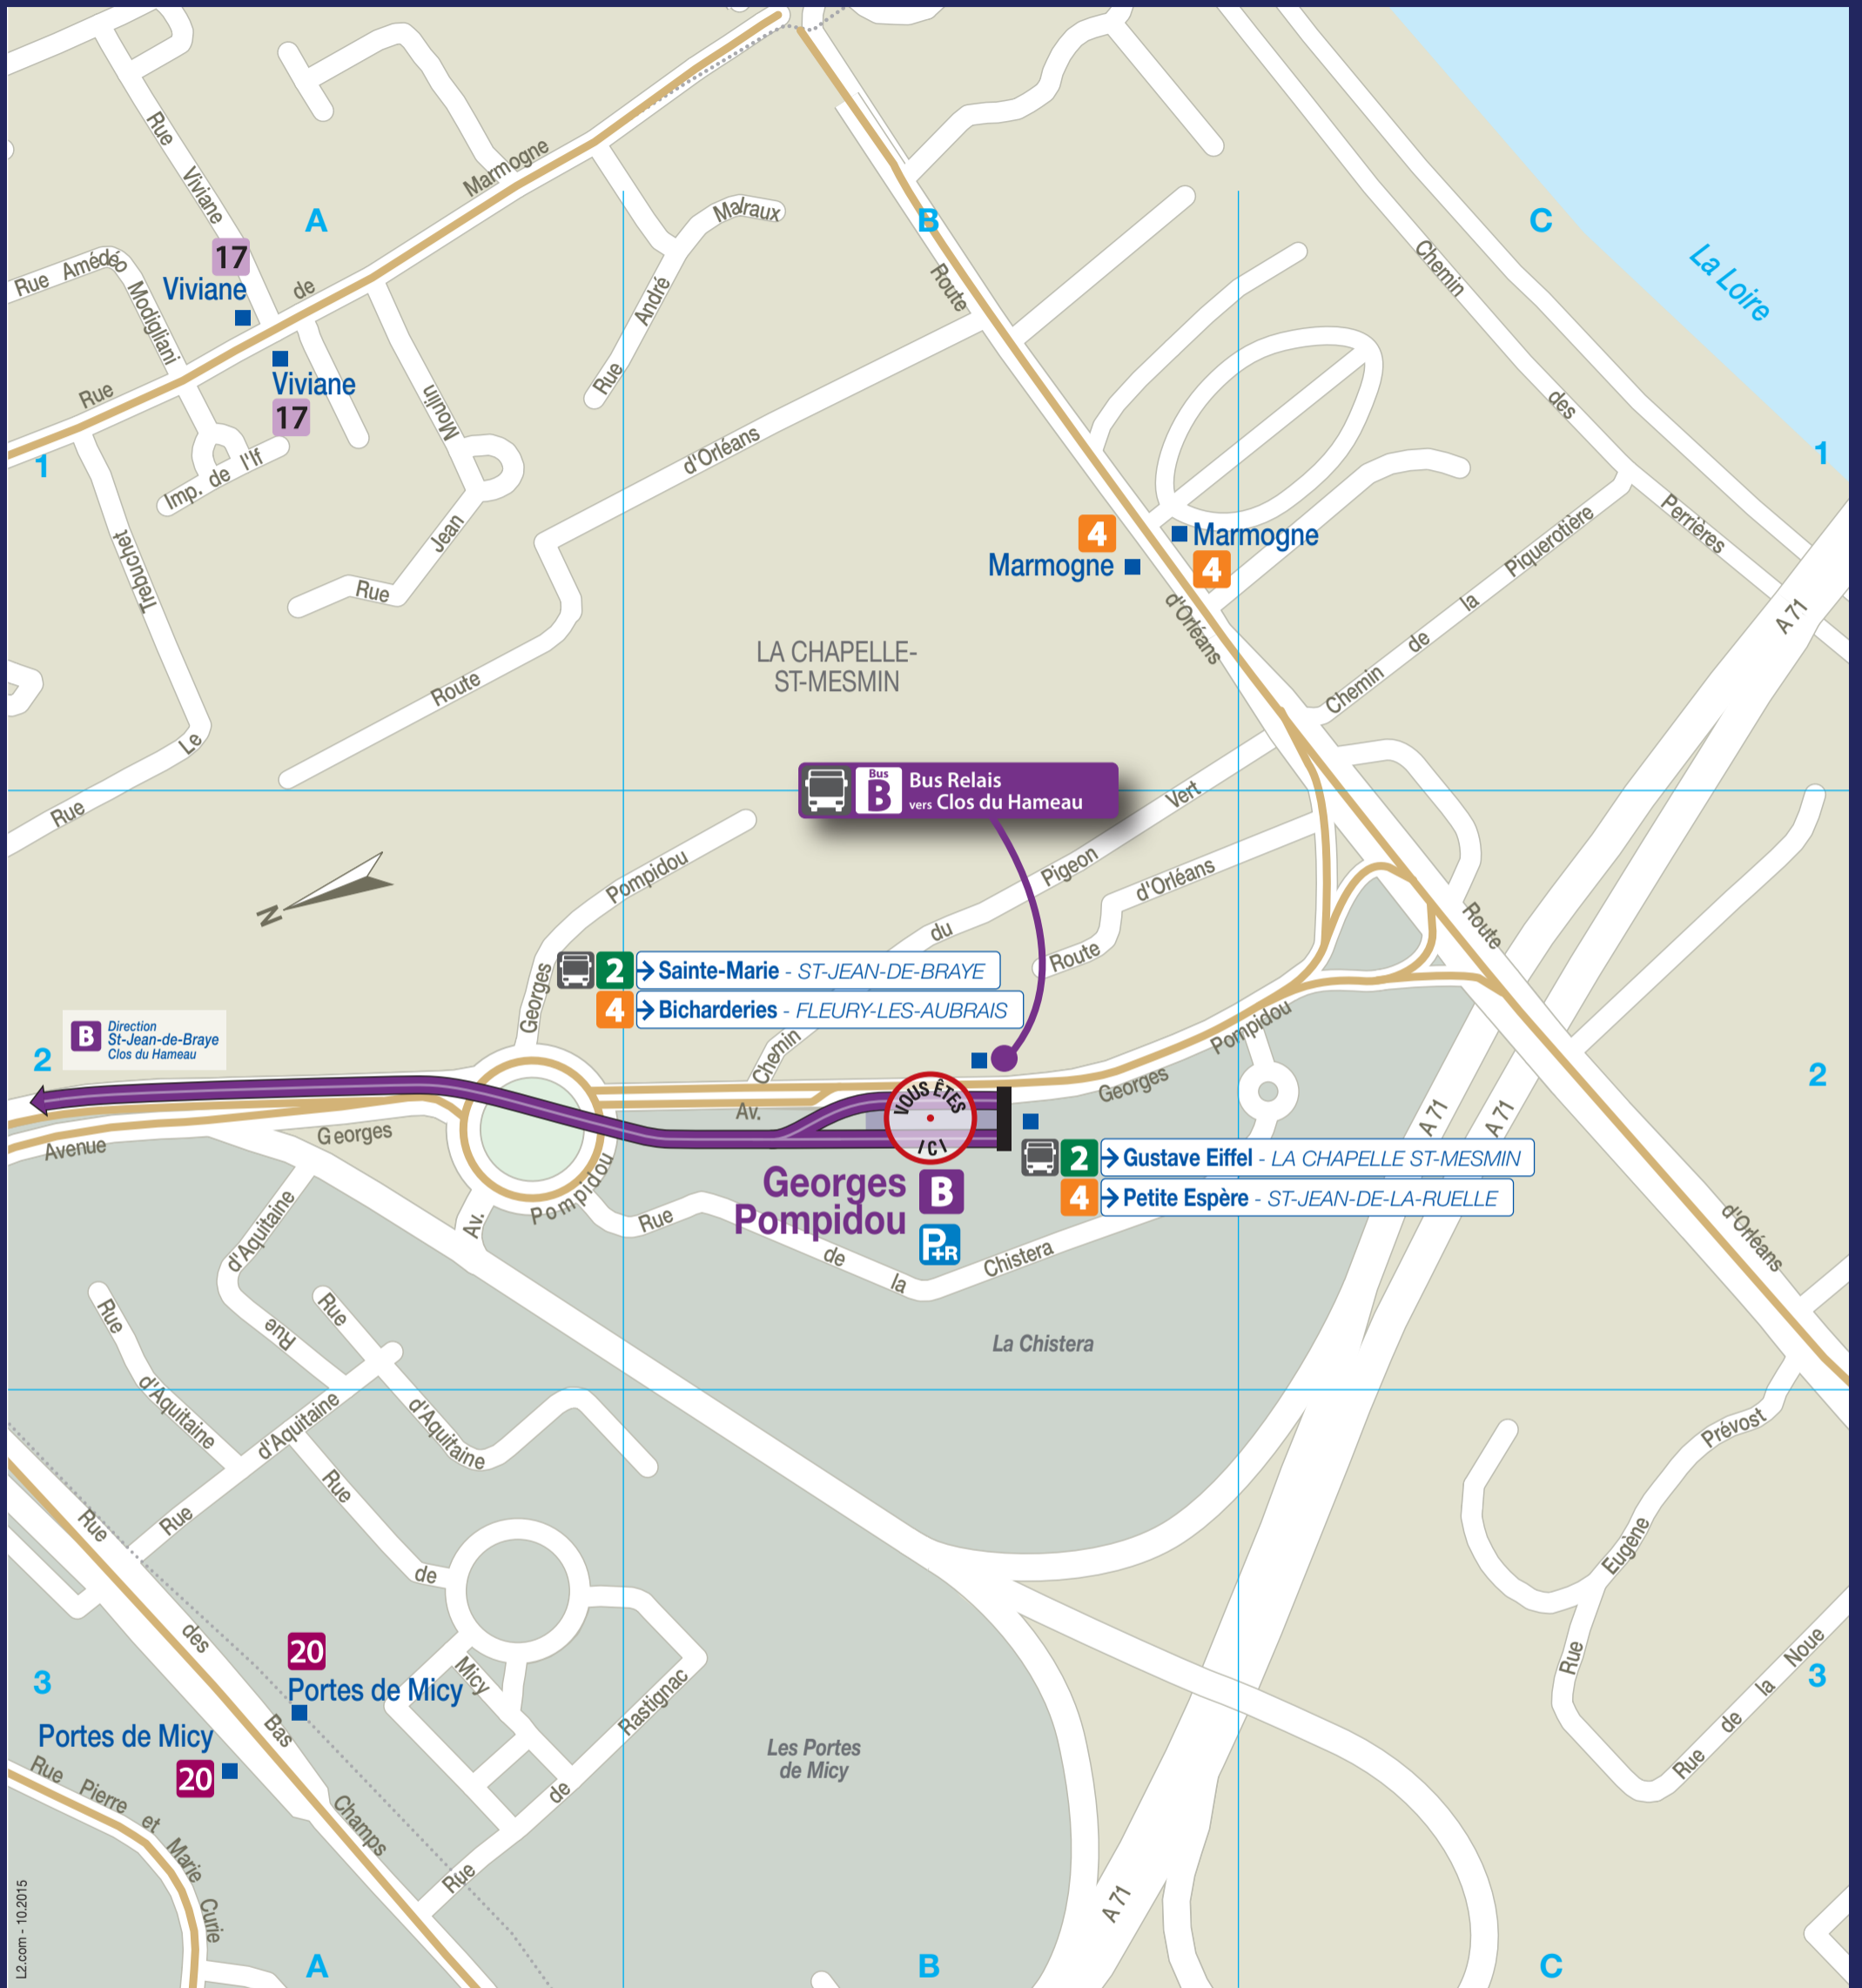 A
B
C
La Loire
Rue Viviane
17
Viviane
Viviane
17
Rue Amédéo Modigliani
Rue de Marmogne
Rue André Malraux
Rue Jean Moulin
Imp. de l'If
1
1
Rue Le Trébuchet
Route d'Orléans
Route d'Orléans
Chemin des Perrières
4
Marmogne
Marmogne
4
Chemin de la Piquerotière
A 71
LA CHAPELLE-
ST-MESMIN
Bus
B
Bus Relais
vers Clos du Hameau
N
Georges Pompidou
Chemin du Pigeon Vert
Route d'Orléans
Route d'Orléans
2 Sainte-Marie - ST-JEAN-DE-BRAYE
4 Bicharderies - FLEURY-LES-AUBRAIS
B
Direction
St-Jean-de-Braye
Clos du Hameau
2
2
Avenue Georges Pompidou
Av.
Av. Georges Pompidou
VOUS ÊTES
ICI
Georges
Pompidou
B
P+R
2 Gustave Eiffel - LA CHAPELLE ST-MESMIN
4 Petite Espère - ST-JEAN-DE-LA-RUELLE
A 71
A 71
Rue de la Chistera
La Chistera
Rue d'Aquitaine
Rue d'Aquitaine
Rue d'Aquitaine
Rue d'Aquitaine
Rue de Micy
Rue de Rastignac
Rue des Bas Champs
20
Portes de Micy
Portes de Micy
20
3
3
Rue Pierre et Marie Curie
Les Portes
de Micy
Rue Eugène Prévost
Rue de la Noue
A 71
L2.com - 10.2015
A
B
C